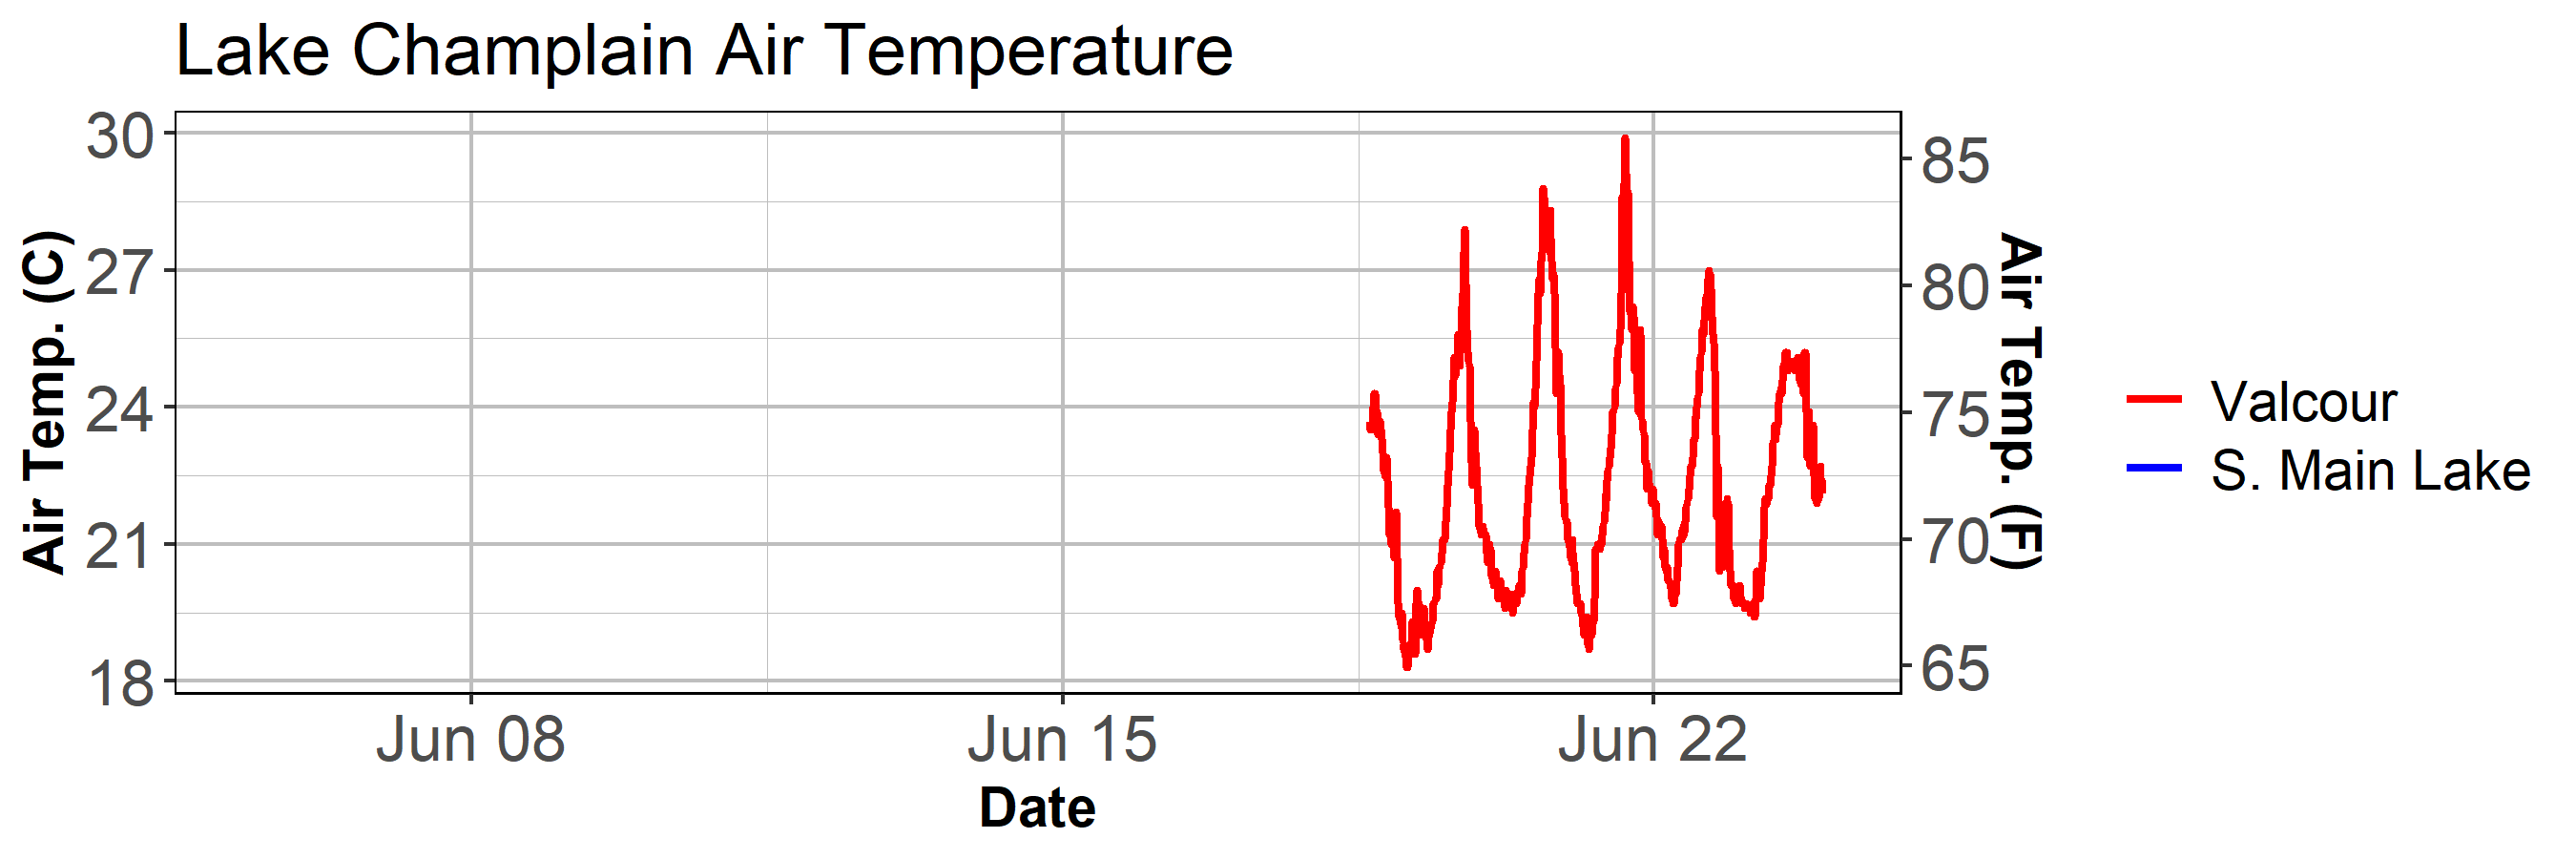 Lake Champlain Air Temperature
Air Temp. (C)
30
27
24
21
18
85
80
75
70
65
Air Temp. (F)
Jun 08
Jun 15
Jun 22
Date
Valcour
S. Main Lake